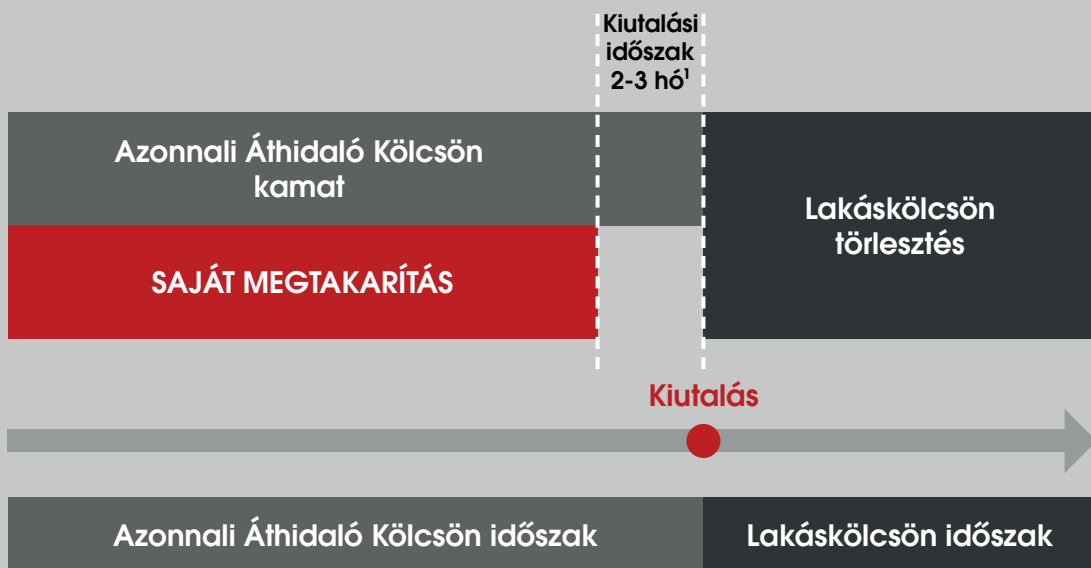 Kiutalási
időszak
2-3 hó¹
Azonnali Áthidaló Kölcsön
kamat
Lakáskölcsön
törlesztés
SAJÁT MEGTAKARÍTÁS
Kiutalás
Azonnali Áthidaló Kölcsön időszak
Lakáskölcsön időszak